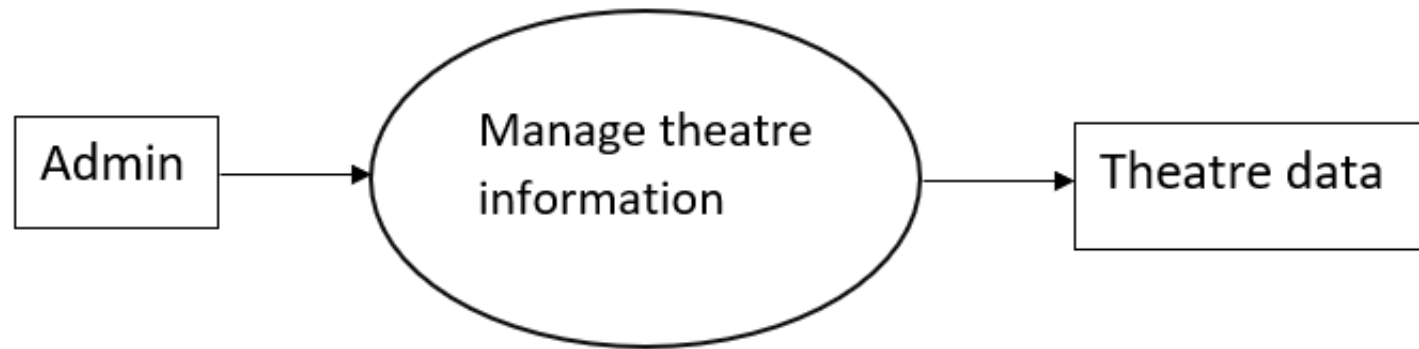 Admin
Manage theatre
information
Theatre data